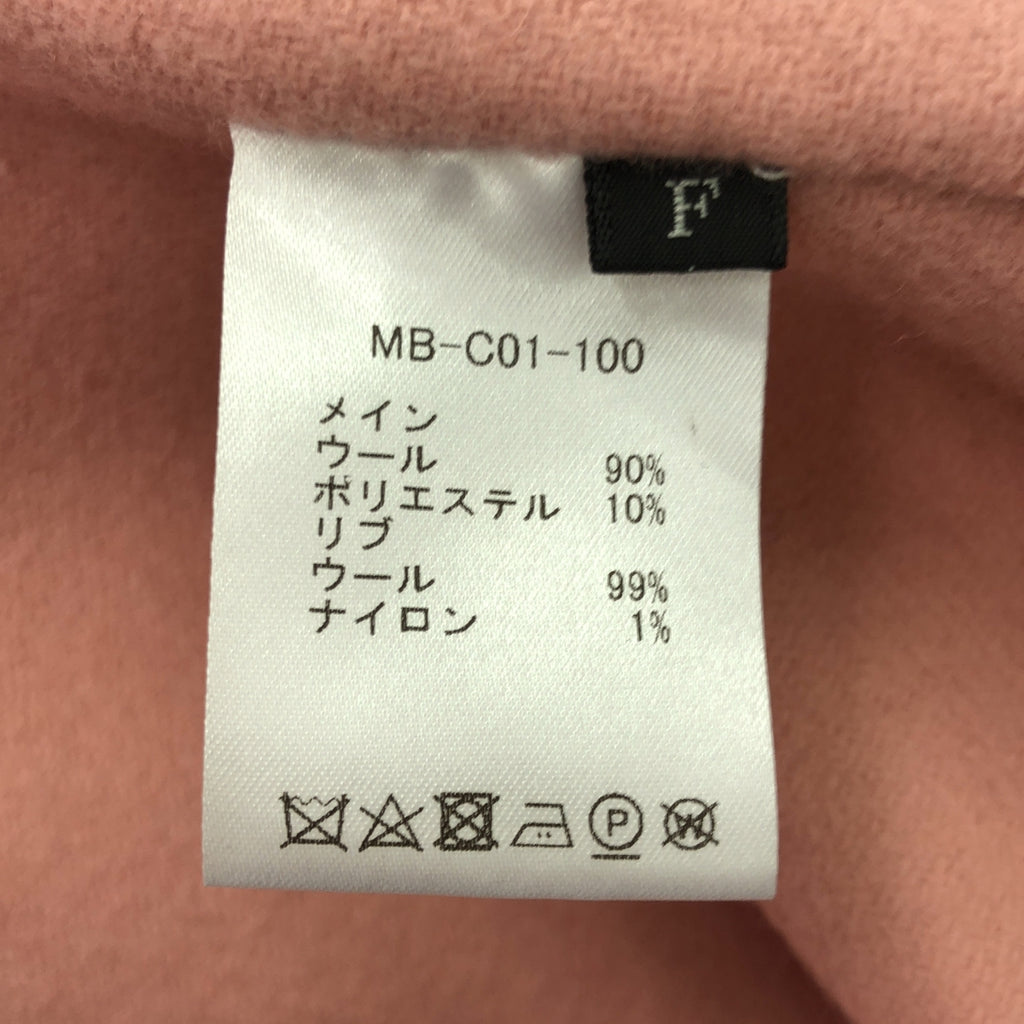 MB-C01-100
メイン
ウール 90%
ポリエステル 10%
リブ
ウール 99%
ナイロン 1%
P
W